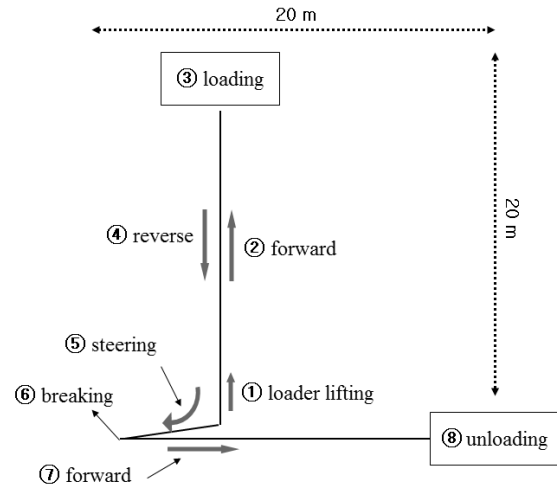 20 m
③ loading
20 m
④ reverse
② forward
⑤ steering
⑥ breaking
① loader lifting
⑧ unloading
⑦ forward